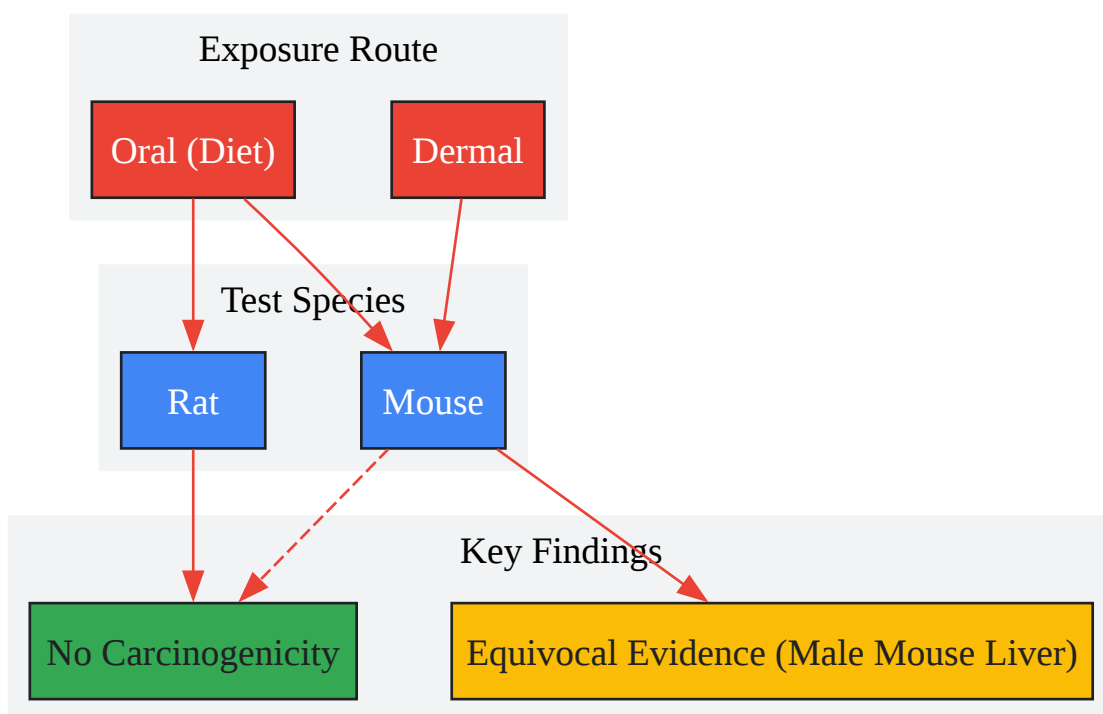 Exposure Route
Oral (Diet)
Dermal
Test Species
Rat
Mouse
Key Findings
No Carcinogenicity
Equivocal Evidence (Male Mouse Liver)